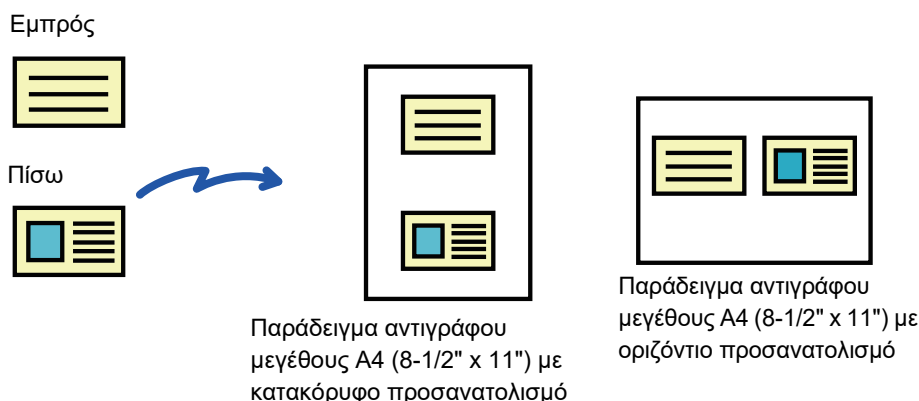 Εμπρός
Πίσω
Παράδειγμα αντιγράφου
μεγέθους A4 (8-1/2" x 11") με
κατακόρυφο προσανατολισμό
Παράδειγμα αντιγράφου
μεγέθους A4 (8-1/2" x 11") με
οριζόντιο προσανατολισμό